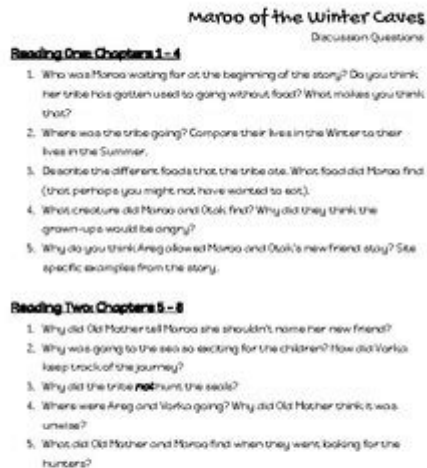 Maroo of the Winter Caves
Discussion Questions
Reading One: Chapters 1 - 4
1. Who was Maroo waiting for at the beginning of the story? Do you think
her tribe has gotten used to going without food? What makes you think
that?
2. Where was the tribe going? Compare their lives in the Winter to their
lives in the Summer.
3. Describe the different foods that the tribe ate. What food did Maroo find
(that perhaps you might not have wanted to eat).
4. What creature did Maroo and Otak find? Why did they think the
grown-ups would be angry?
5. Why do you think Areg allowed Maroo and Otak's new friend stay? Site
specific examples from the story.
Reading Two: Chapters 5 - 8
1. Why did Old Mother tell Maroo she shouldn't name her new friend?
2. Why was going to the sea so exciting for the children? How did Vorka
keep track of the journey?
3. Why did the tribe not hunt the seals?
4. Where were Areg and Vorka going? Why did Old Mother think it was
unwise?
5. What did Old Mother and Maroo find when they went looking for the
hunters?